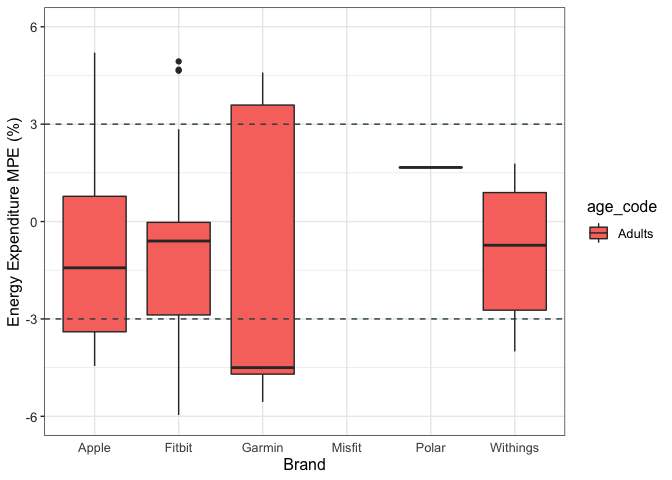 Energy Expenditure MPE (%)
6
3
0
-3
-6
Apple
Fitbit
Garmin
Misfit
Polar
Withings
Brand
age_code
Adults